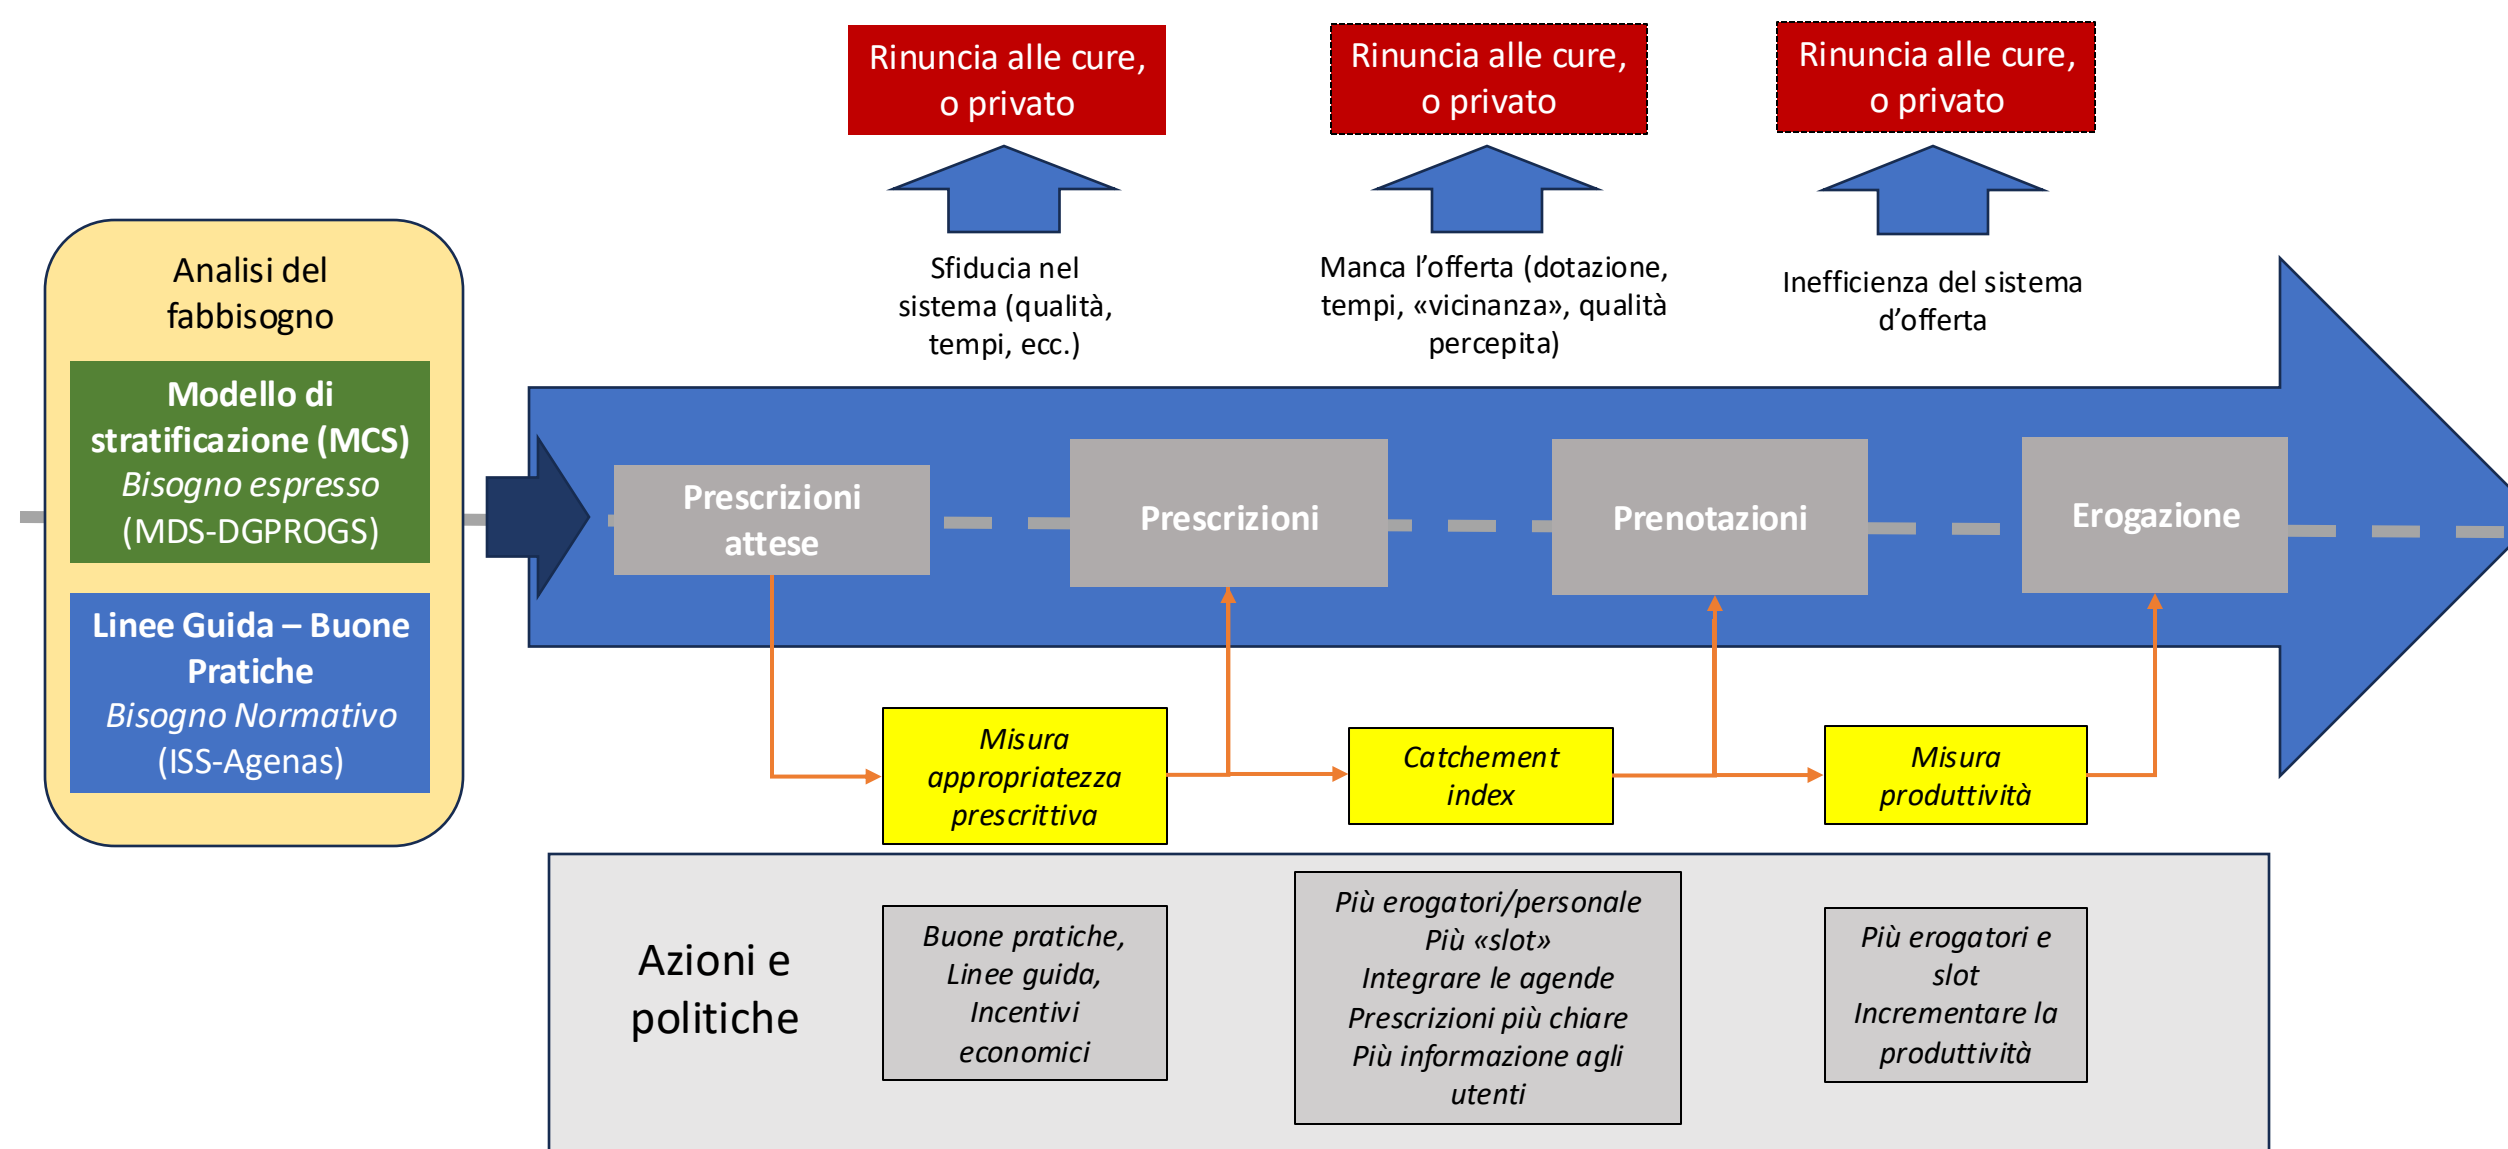 Rinuncia alle cure,
o privato
Rinuncia alle cure,
o privato
Rinuncia alle cure,
o privato
Sfiducia nel
sistema (qualità,
tempi, ecc.)
Manca l’offerta (dotazione,
tempi, «vicinanza», qualità
percepita)
Inefficienza del sistema
d’offerta
Analisi del
fabbisogno
Modello di
stratificazione (MCS)
Bisogno espresso
(MDS-DGPROGS)
Linee Guida – Buone
Pratiche
Bisogno Normativo
(ISS-Agenas)
Prescrizioni
attese
Prescrizioni
Prenotazioni
Erogazione
Misura
appropriatezza
prescrittiva
Catchement
index
Misura
produttività
Azioni e
politiche
Buone pratiche,
Linee guida,
Incentivi
economici
Più erogatori/personale
Più «slot»
Integrare le agende
Prescrizioni più chiare
Più informazione agli
utenti
Più erogatori e
slot
Incrementare la
produttività